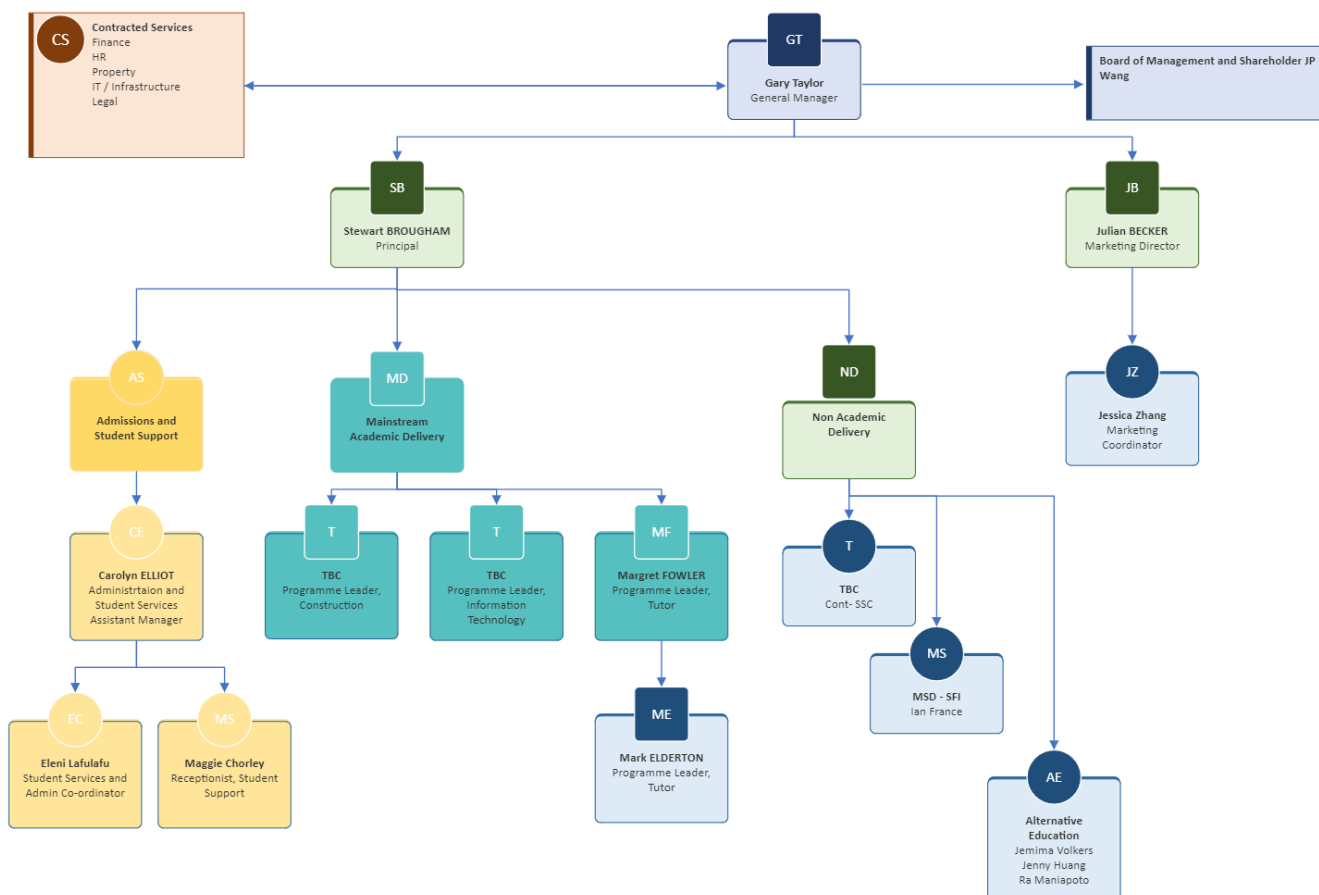 CS
Contracted Services
Finance
HR
Property
IT / Infrastructure
Legal
GT
Gary Taylor
General Manager
Board of Management and Shareholder JP
Wang
SB
Stewart BROUGHAM
Principal
JB
Julian BECKER
Marketing Director
AS
Admissions and
Student Support
MD
Mainstream
Academic Delivery
ND
Non Academic
Delivery
JZ
Jessica Zhang
Marketing
Coordinator
CE
Carolyn ELLIOT
Administrtaion and
Student Services
Assistant Manager
T
TBC
Programme Leader,
Construction
T
TBC
Programme Leader,
Information
Technology
MF
Margret FOWLER
Programme Leader,
Tutor
T
TBC
Cont- SSC
MS
MSD - SFI
Ian France
EC
Eleni Lafulafu
Student Services and
Admin Co-ordinator
MS
Maggie Chorley
Receptionist, Student
Support
ME
Mark ELDERTON
Programme Leader,
Tutor
AE
Alternative
Education
Jemima Volkers
Jenny Huang
Ra Maniapoto